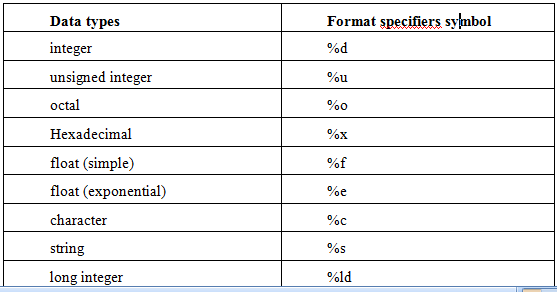 Data types Format specifiers symbol
integer %d
unsigned integer %u
octal %o
Hexadecimal %x
float (simple) %f
float (exponential) %e
character %c
string %s
long integer %ld